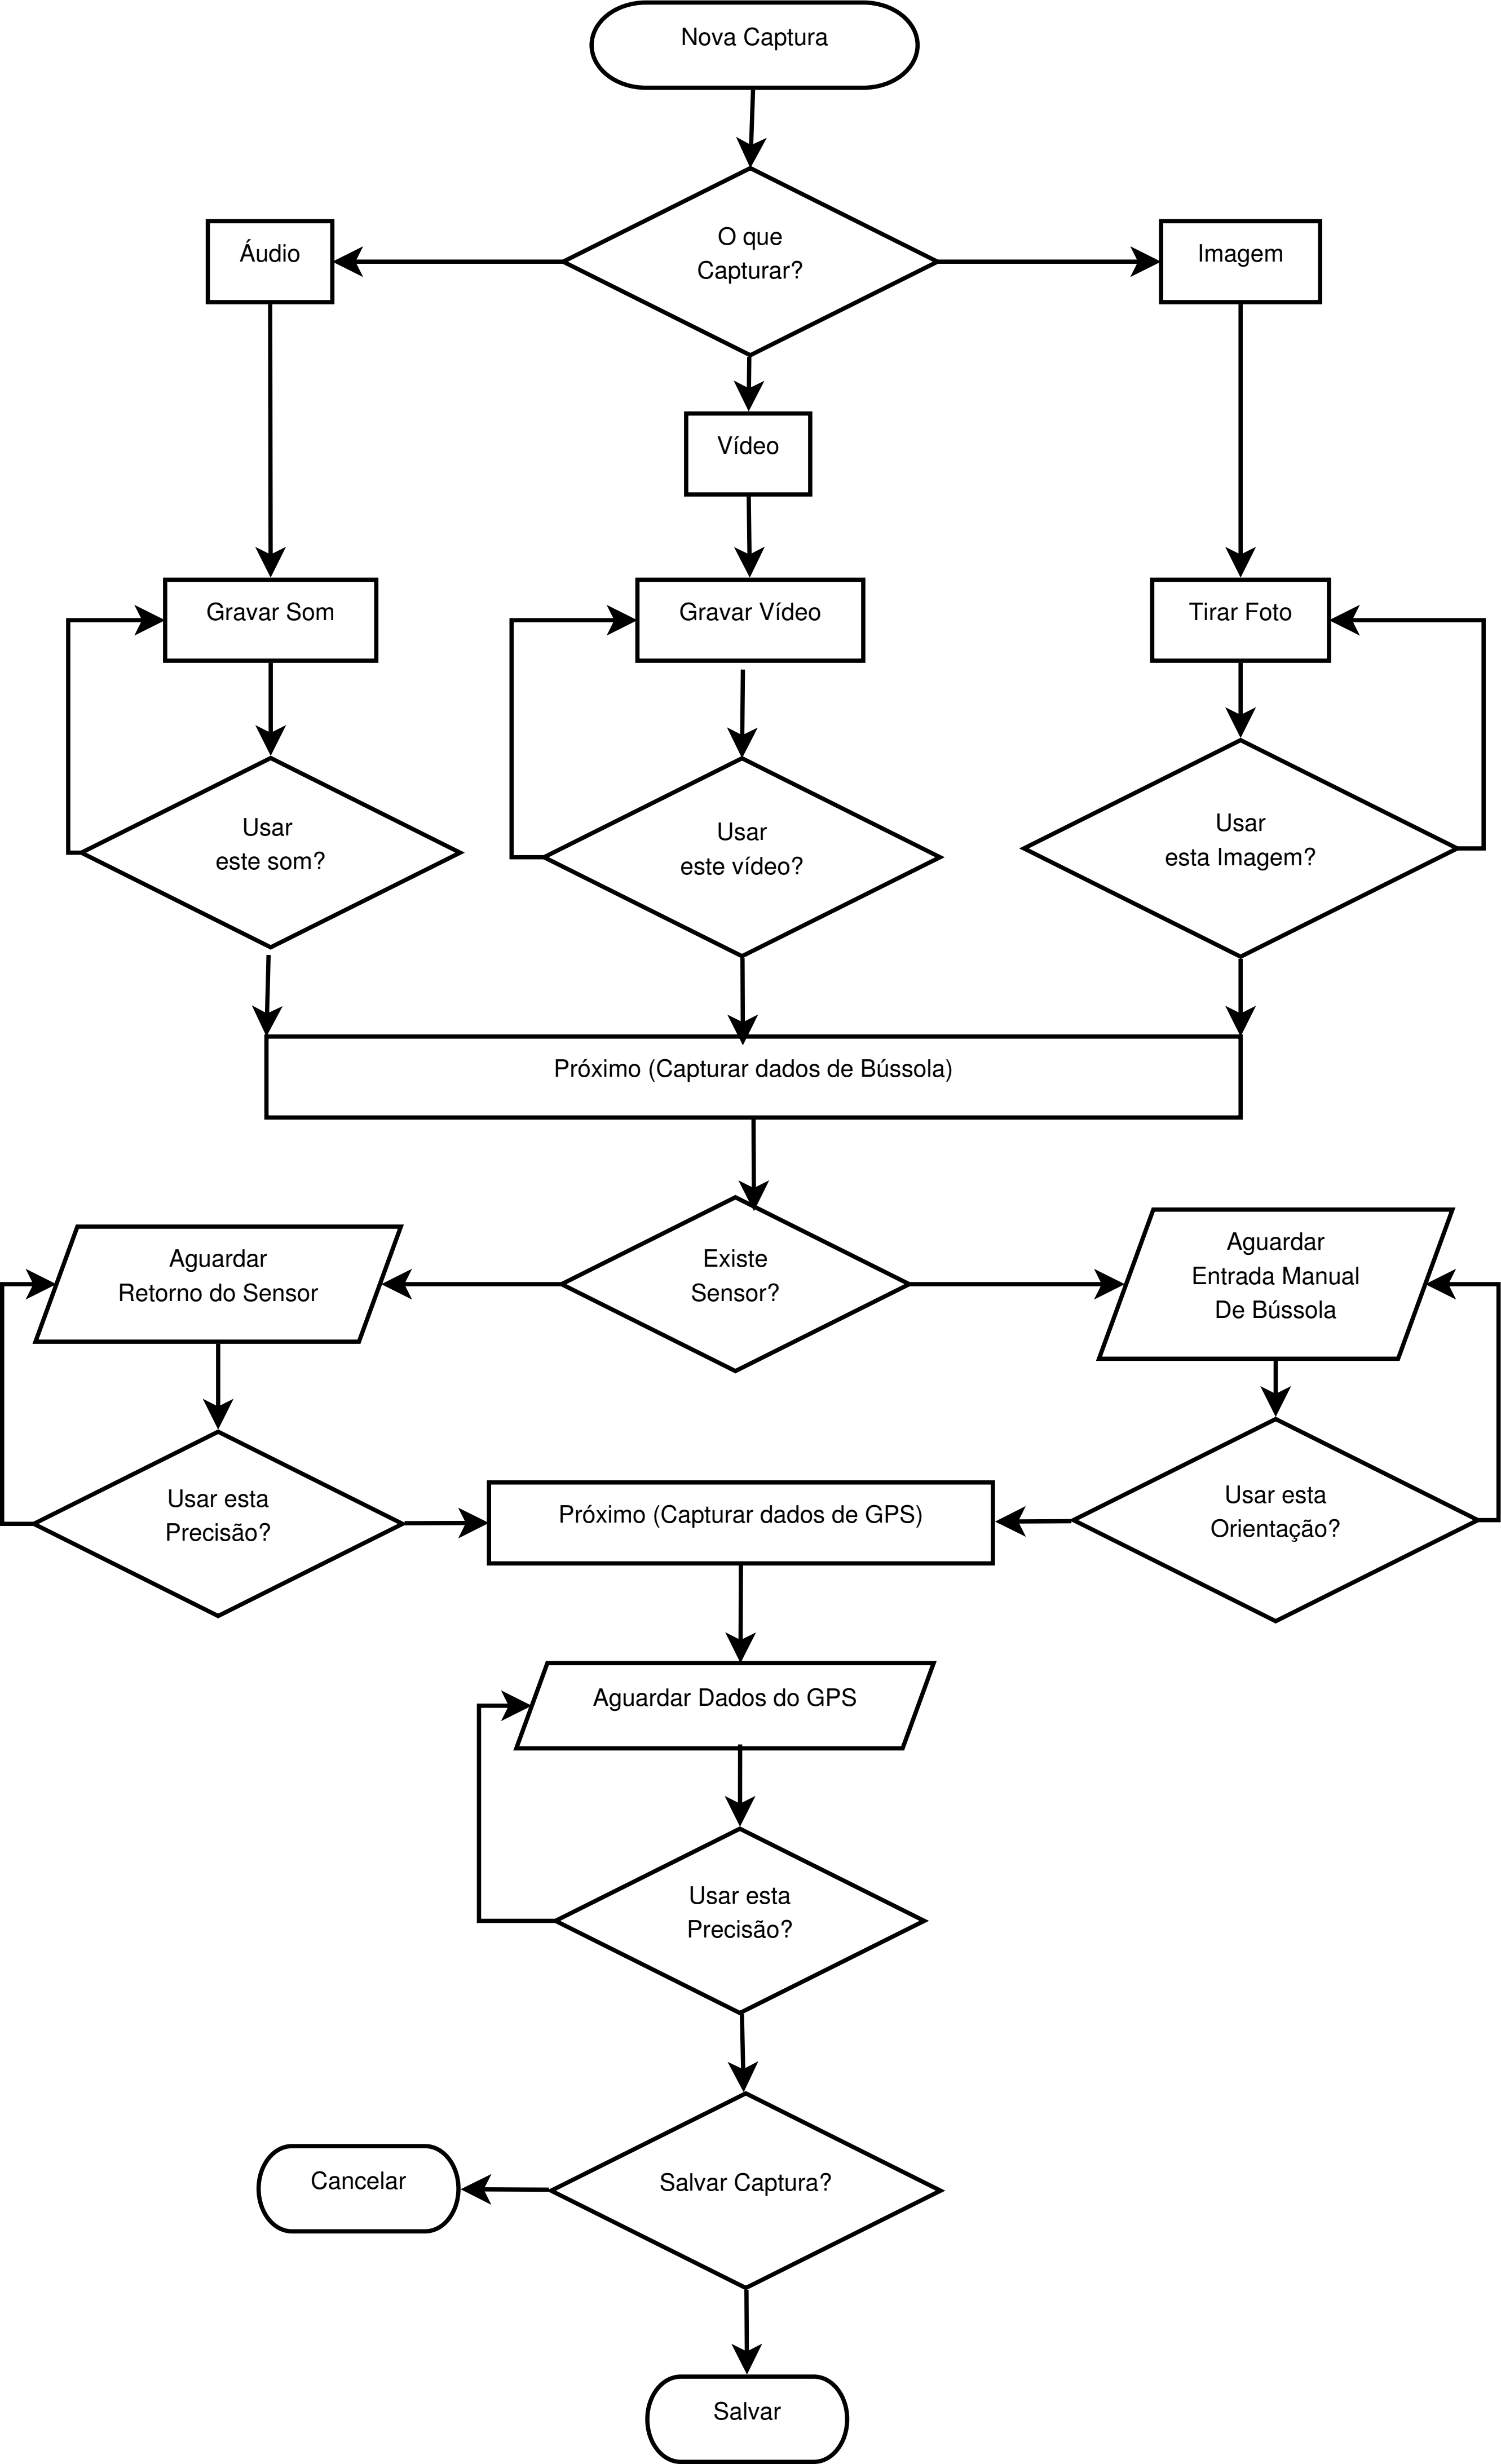 Nova Captura
O que
Capturar?
Áudio
Imagem
Vídeo
Gravar Som
Gravar Vídeo
Tirar Foto
Usar
este som?
Usar
este vídeo?
Usar
esta Imagem?
Próximo (Capturar dados de Bússola)
Aguardar
Retorno do Sensor
Existe
Sensor?
Aguardar
Entrada Manual
De Bússola
Usar esta
Precisão?
Próximo (Capturar dados de GPS)
Usar esta
Orientação?
Aguardar Dados do GPS
Usar esta
Precisão?
Cancelar
Salvar Captura?
Salvar